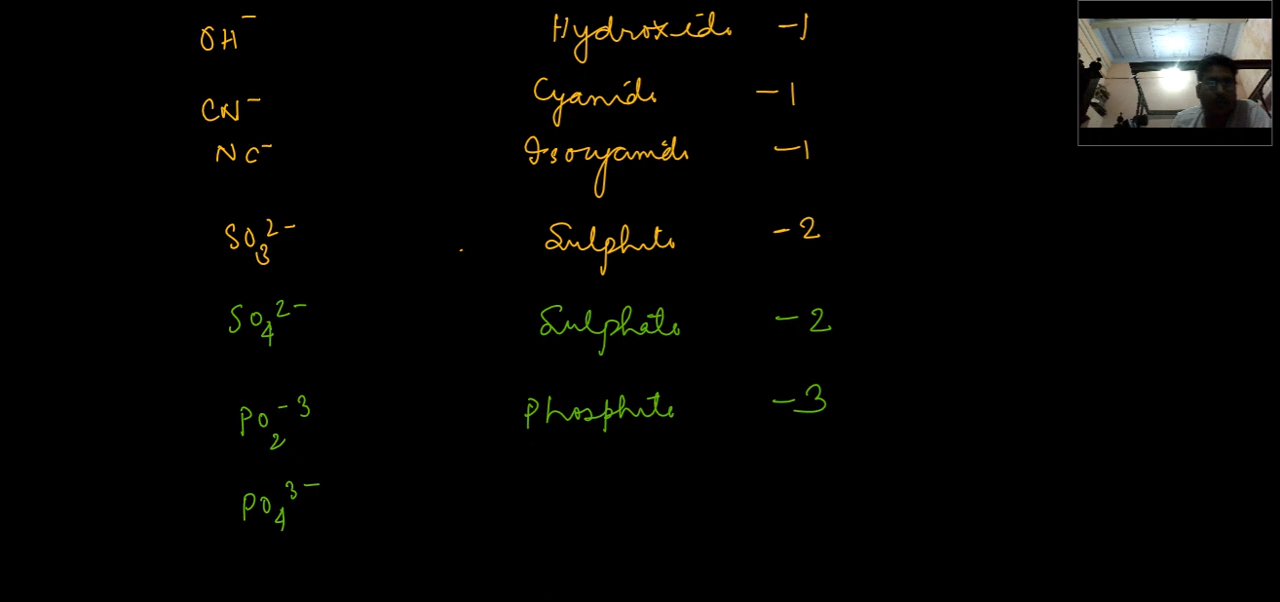 OH⁻ Hydroxide -1
CN⁻ Cyanide -1
NC⁻ Isocyanide -1
SO₃²⁻ Sulphite -2
SO₄²⁻ Sulphate -2
PO₂⁻³ Phosphite -3
PO₄³⁻